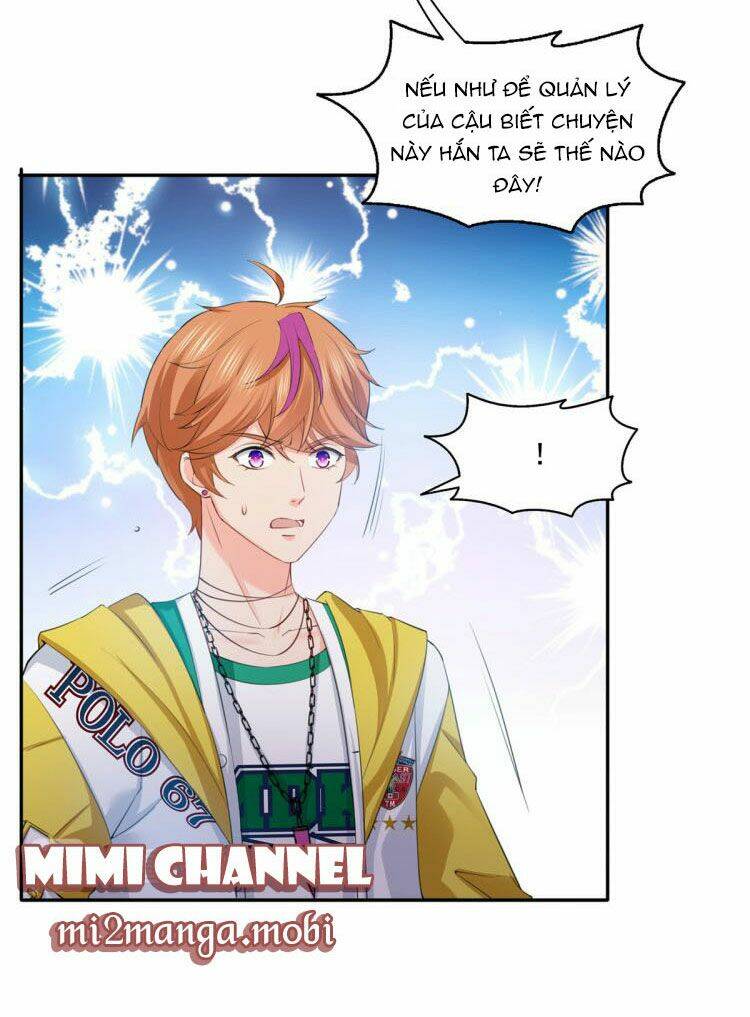 NẾU NHƯ ĐỂ QUẢN LÝ
CỦA CẬU BIẾT CHUYỆN
NÀY HẮN TA SẼ THẾ NÀO
ĐÂY!
!
POLO 67
TM
MIMI CHANNEL
mi2manga.mobi